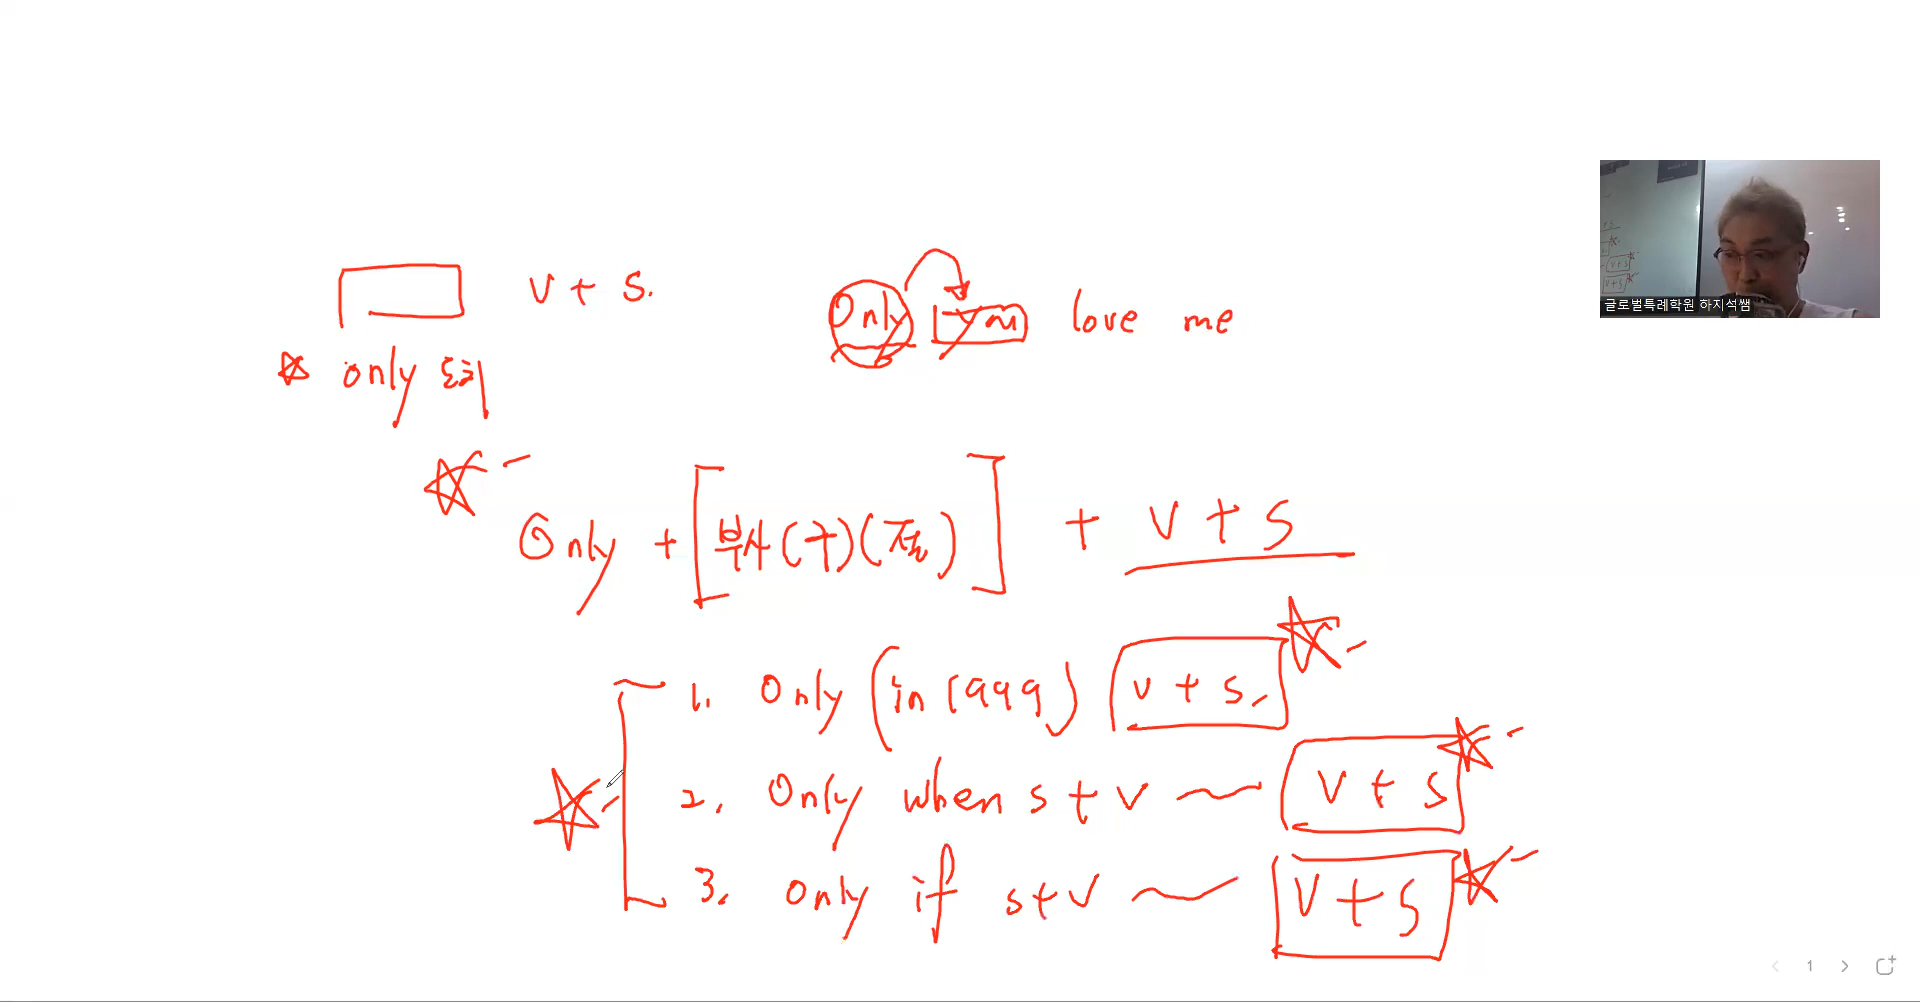 V + S.
Only you love me
only 도치
Only + [부사(구)(절)] + V + S
1. Only (in 1999) V + S.
2. Only when S + V ~ V + S
3. Only if S + V ~ V + S
글로벌특례학원 하지석쌤
1